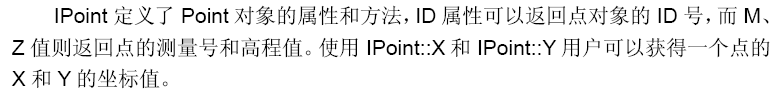 IPoint 定义了 Point 对象的属性和方法，ID 属性可以返回点对象的 ID 号，而 M、
Z 值则返回点的测量号和高程值。使用 IPoint::X 和 IPoint::Y 用户可以获得一个点的
X 和 Y 的坐标值。